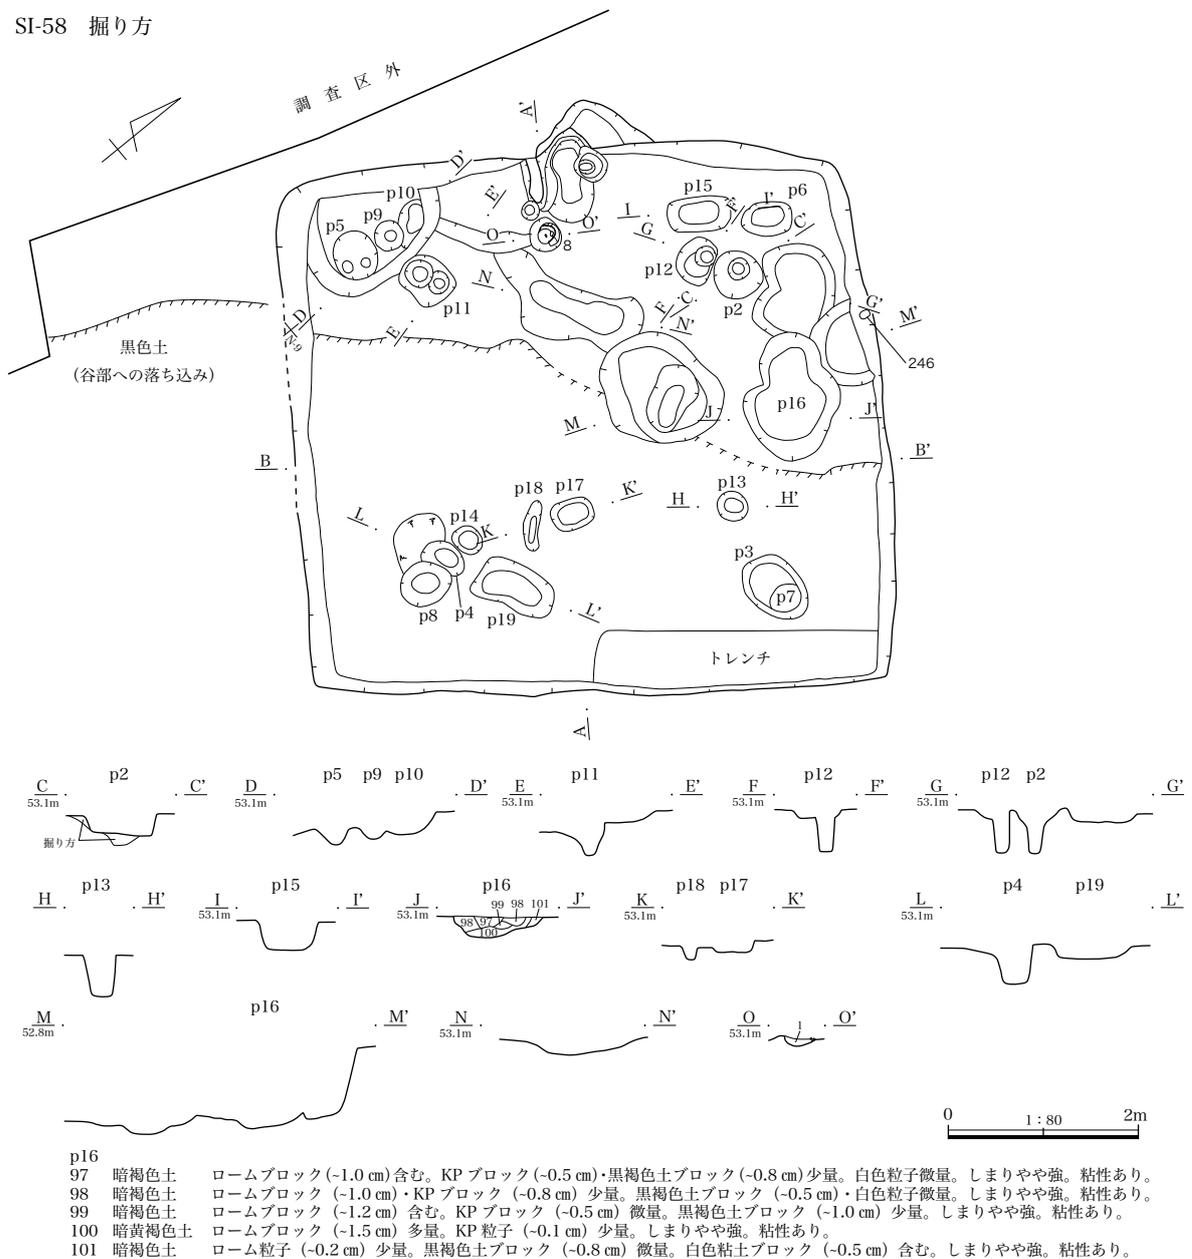 SI-58　掘り方
調査区外
A'
D'
E'
p10
p9
p5
p15
p6
I
I'
F'
C'
G
O
O'
8
p12
N
p11
p2
F
C
N'
G'
M'
D
N-9
E
黒色土
(谷部への落ち込み)
246
p16
J
J'
M
B
B'
p18
p17
K'
p13
H
H'
L
p14
K
p3
p7
p8
p4
p19
L'
トレンチ
A
p2
C
C'
53.1m
掘り方
p5 p9 p10
D
D'
53.1m
p11
E
E'
53.1m
p12
F
F'
53.1m
p12 p2
G
G'
53.1m
p13
H
H'
53.1m
p15
I
I'
53.1m
p16
J
J'
53.1m
99 98 101
98 97
100
p18 p17
K
K'
53.1m
p4 p19
L
L'
53.1m
p16
M
M'
52.8m
N
N'
53.1m
O
O'
53.1m
1
0 1：80 2m
p16
97 暗褐色土 ロームブロック(~1.0 ㎝)含む。KP ブロック(~0.5 ㎝)・黒褐色土ブロック(~0.8 ㎝)少量。白色粒子微量。しまりやや強。粘性あり。
98 暗褐色土 ロームブロック（~1.0 ㎝）・KP ブロック（~0.8 ㎝）少量。黒褐色土ブロック（~0.5 ㎝）・白色粒子微量。しまりやや強。粘性あり。
99 暗褐色土 ロームブロック（~1.2 ㎝）含む。KP ブロック（~0.5 ㎝）微量。黒褐色土ブロック（~1.0 ㎝）少量。しまりやや強。粘性あり。
100 暗黄褐色土 ロームブロック（~1.5 ㎝）多量。KP 粒子（~0.1 ㎝）少量。しまりやや強。粘性あり。
101 暗褐色土 ローム粒子（~0.2 ㎝）少量。黒褐色土ブロック（~0.8 ㎝）微量。白色粘土ブロック（~0.5 ㎝）含む。しまりやや強。粘性あり。